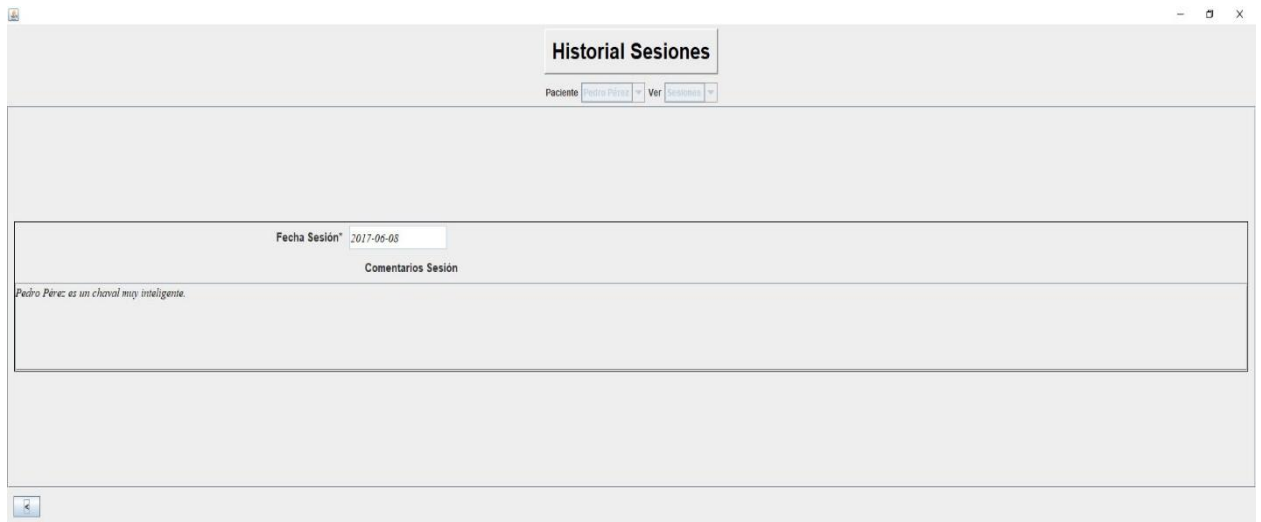 Historial Sesiones
Paciente Pedro Pérez Ver Sesiones
Fecha Sesión* 2017-06-08
Comentarios Sesión
Pedro Pérez es un chaval muy inteligente.
<